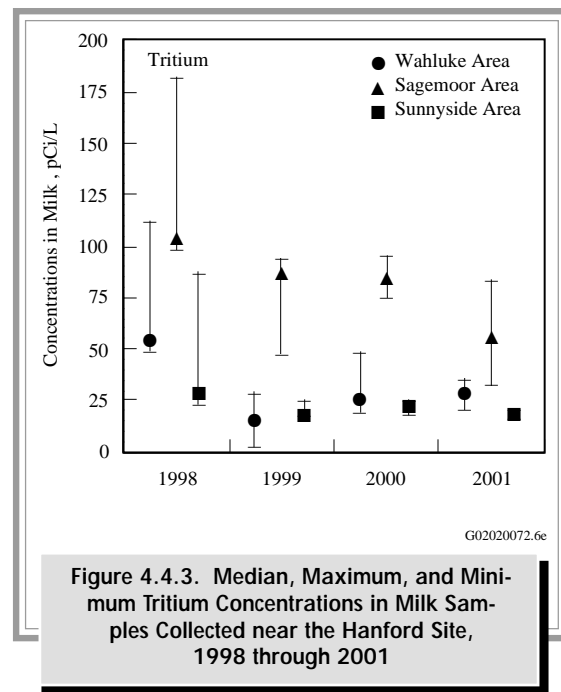 200
175
150
125
100
75
50
25
0
Concentrations in Milk , pCi/L
Tritium
Wahluke Area
Sagemoor Area
Sunnyside Area
1998
1999
2000
2001
G02020072.6e
Figure 4.4.3. Median, Maximum, and Mini-
mum Tritium Concentrations in Milk Sam-
ples Collected near the Hanford Site,
1998 through 2001